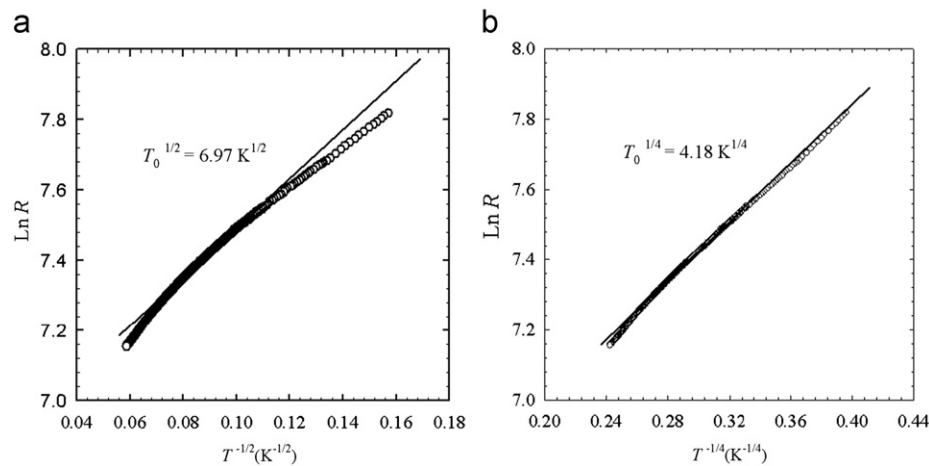 a
8.0
7.8
7.6
7.4
7.2
7.0
Ln R
T₀ ¹/² = 6.97 K¹/²
0.04 0.06 0.08 0.10 0.12 0.14 0.16 0.18
T ⁻¹/²(K⁻¹/²)
b
8.0
7.8
7.6
7.4
7.2
7.0
Ln R
T₀ ¹/⁴ = 4.18 K¹/⁴
0.20 0.24 0.28 0.32 0.36 0.40 0.44
T ⁻¹/⁴(K⁻¹/⁴)